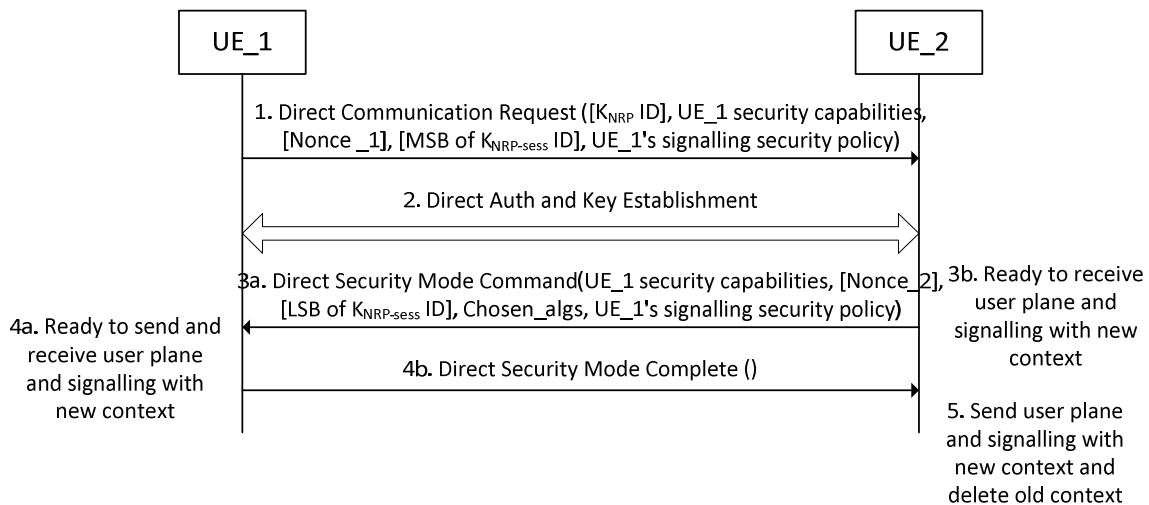 UE_1
UE_2
1. Direct Communication Request ([KNRP ID], UE_1 security capabilities,
[Nonce _1], [MSB of KNRP-sess ID], UE_1's signalling security policy)
2. Direct Auth and Key Establishment
3a. Direct Security Mode Command(UE_1 security capabilities, [Nonce_2],
[LSB of KNRP-sess ID], Chosen_algs, UE_1's signalling security policy)
3b. Ready to receive
user plane and
signalling with new
context
4a. Ready to send and
receive user plane
and signalling with
new context
4b. Direct Security Mode Complete ()
5. Send user plane
and signalling with
new context and
delete old context